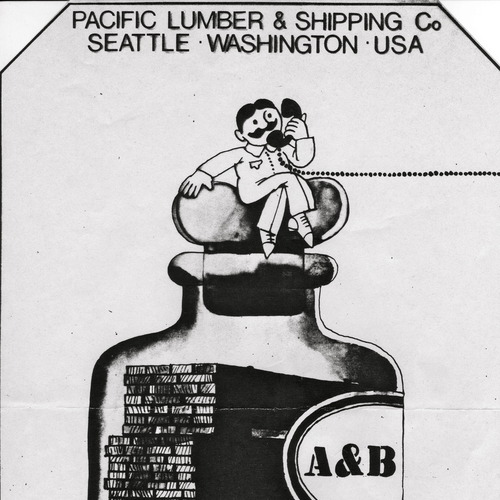 PACIFIC LUMBER & SHIPPING Co
SEATTLE · WASHINGTON · USA
A&B